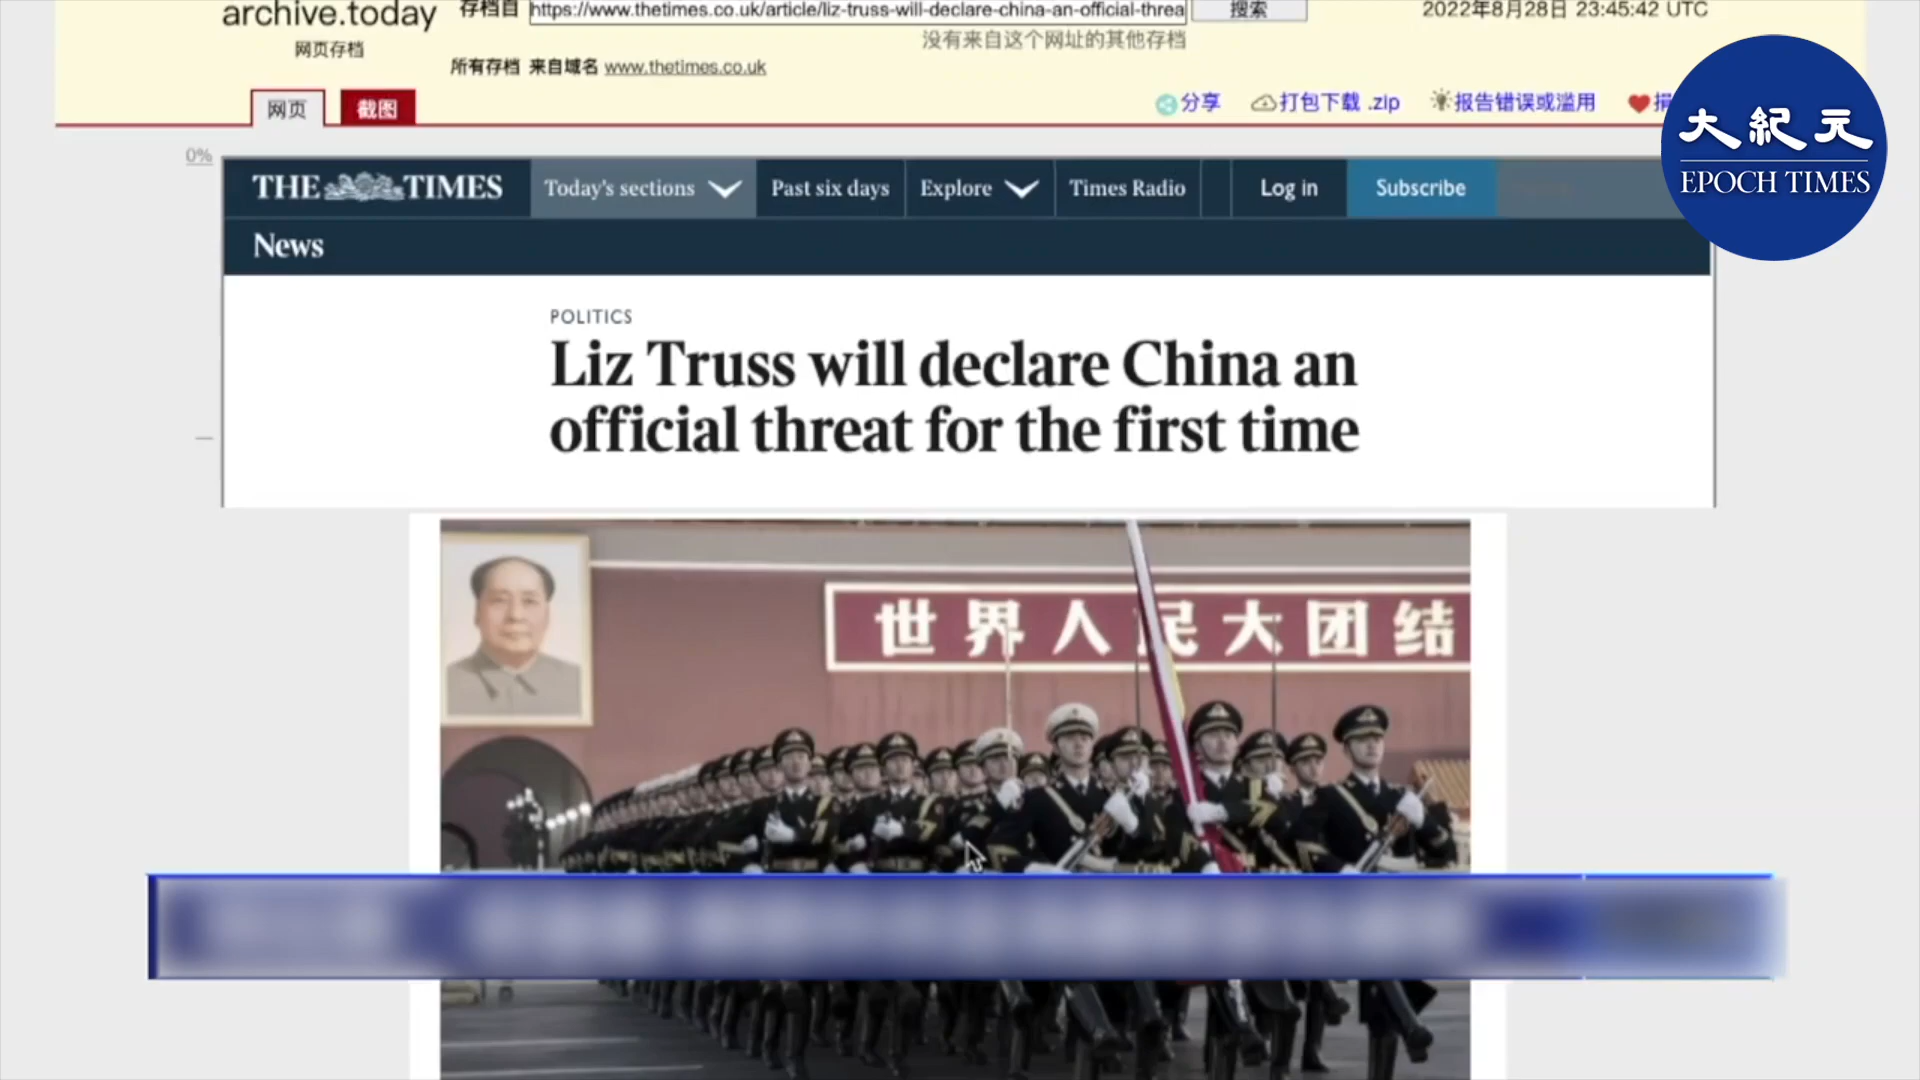 archive.today
网页存档
存档自 https://www.thetimes.co.uk/article/liz-truss-will-declare-china-an-official-threa 搜索 2022年8月28日 23:45:42 UTC
没有来自这个网址的其他存档
所有存档 来自域名 www.thetimes.co.uk
网页 截图 分享 打包下载 .zip 报告错误或滥用
大紀元
EPOCH TIMES
0%
THE TIMES Today's sections Past six days Explore Times Radio Log in Subscribe
News
POLITICS
Liz Truss will declare China an
official threat for the first time
世界人民大团结